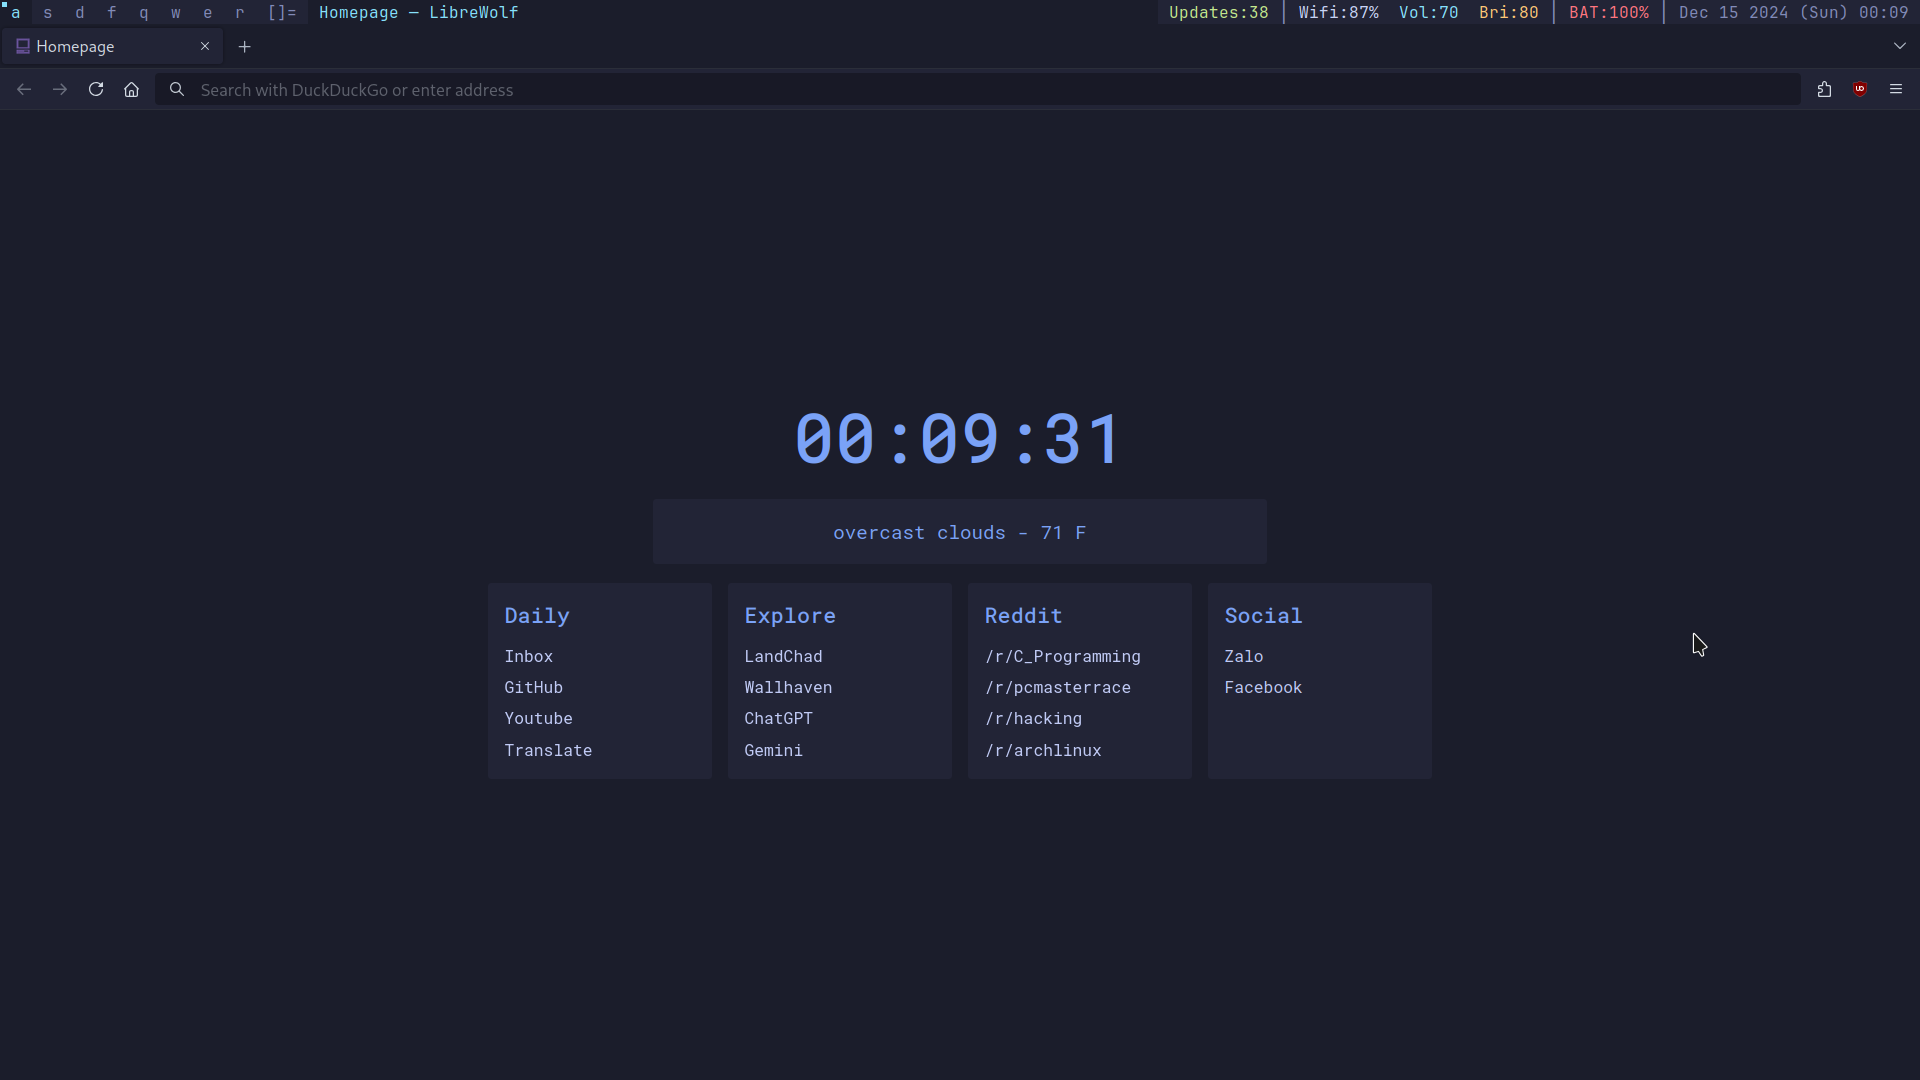 a s d f q w e r []= Homepage — LibreWolf Updates:38 | Wifi:87% Vol:70 Bri:80 | BAT:100% | Dec 15 2024 (Sun) 00:09
Homepage
Search with DuckDuckGo or enter address
00:09:31
overcast clouds - 71 F
Daily
Inbox
GitHub
Youtube
Translate
Explore
LandChad
Wallhaven
ChatGPT
Gemini
Reddit
/r/C_Programming
/r/pcmasterrace
/r/hacking
/r/archlinux
Social
Zalo
Facebook